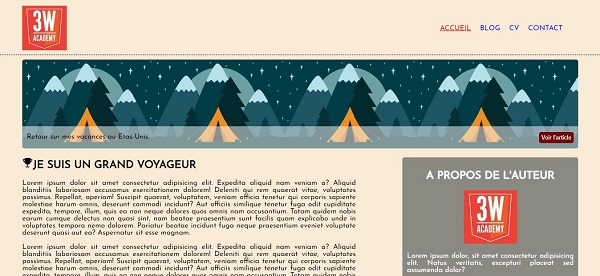 3W
ACADEMY
ACCUEIL BLOG CV CONTACT
Retour sur mes vacances au Etas-Unis
Voir l'article
JE SUIS UN GRAND VOYAGEUR
Lorem ipsum dolor sit amet consectetur adipisicing elit. Expedita aliquid nam veniam a? Aliquid
blanditiis laboriosam accusamus exercitationem dolorem! Deleniti qui rem quaerat vitae, voluptates
possimus. Repellat, aperiam! Suscipit quaerat, voluptatem, veniam officia tenetur qui corporis sapiente
molestiae harum omnis, deserunt commodi incidunt? Aut officiis similique tempore fugiat cupiditate
expedita, tempore, illum, quis ea non neque dolores quos omnis nam accusantium. Totam quidem nobis
earum cumque delectus non quasi sint, nam beatae praesentium sunt facilis quam explicabo unde in
voluptates tempora nemo dolorem. Pariatur beatae incidunt fuga neque praesentium eveniet voluptate
deserunt quasi aut ea? Aspernatur sit esse magnam.
Lorem ipsum dolor sit amet consectetur adipisicing elit. Expedita aliquid nam veniam a? Aliquid
blanditiis laboriosam accusamus exercitationem dolorem! Deleniti qui rem quaerat vitae, voluptates
possimus. Repellat, aperiam! Suscipit quaerat, voluptatem, veniam officia tenetur qui corporis sapiente
molestiae harum omnis, deserunt commodi incidunt? Aut officiis similique tempore fugiat cupiditate
expedita, tempore, illum, quis ea non neque dolores quos omnis nam accusantium. Totam quidem nobis
A PROPOS DE L'AUTEUR
3W
ACADEMY
Lorem ipsum dolor, sit amet consectetur adipisicing
elit. Natus veritatis, excepturi placeat sed
assumenda dolor?